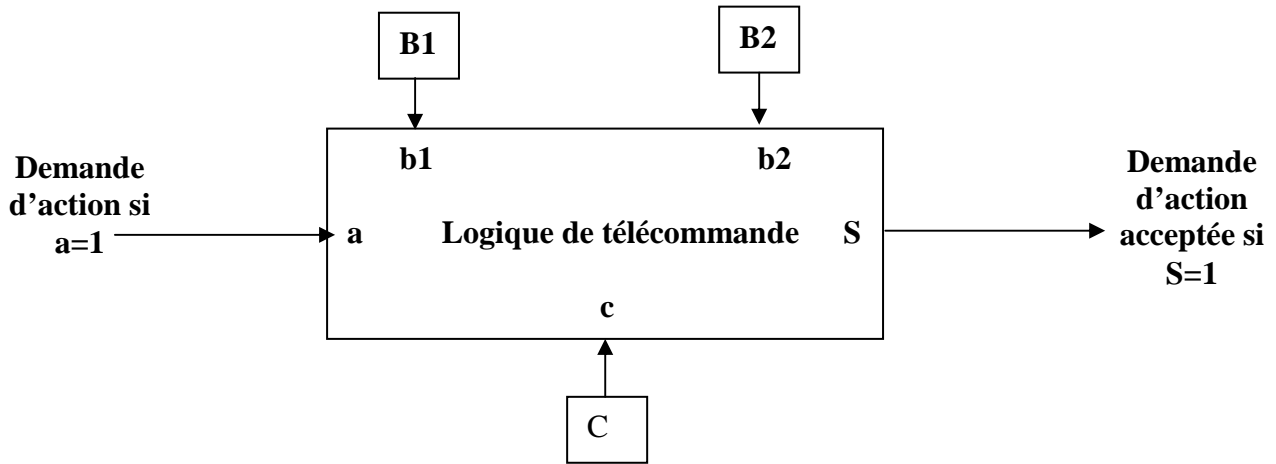 B1
B2
b1
b2
Demande
d’action si
a=1
a
Logique de télécommande
S
Demande
d’action
acceptée si
S=1
c
C